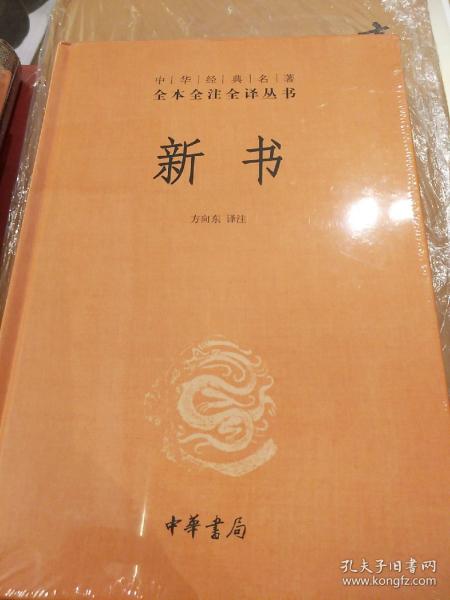 中华经典名著
全本全注全译丛书
新书
方向东 译注
中華書局
孔夫子旧书网
www.kongfz.com